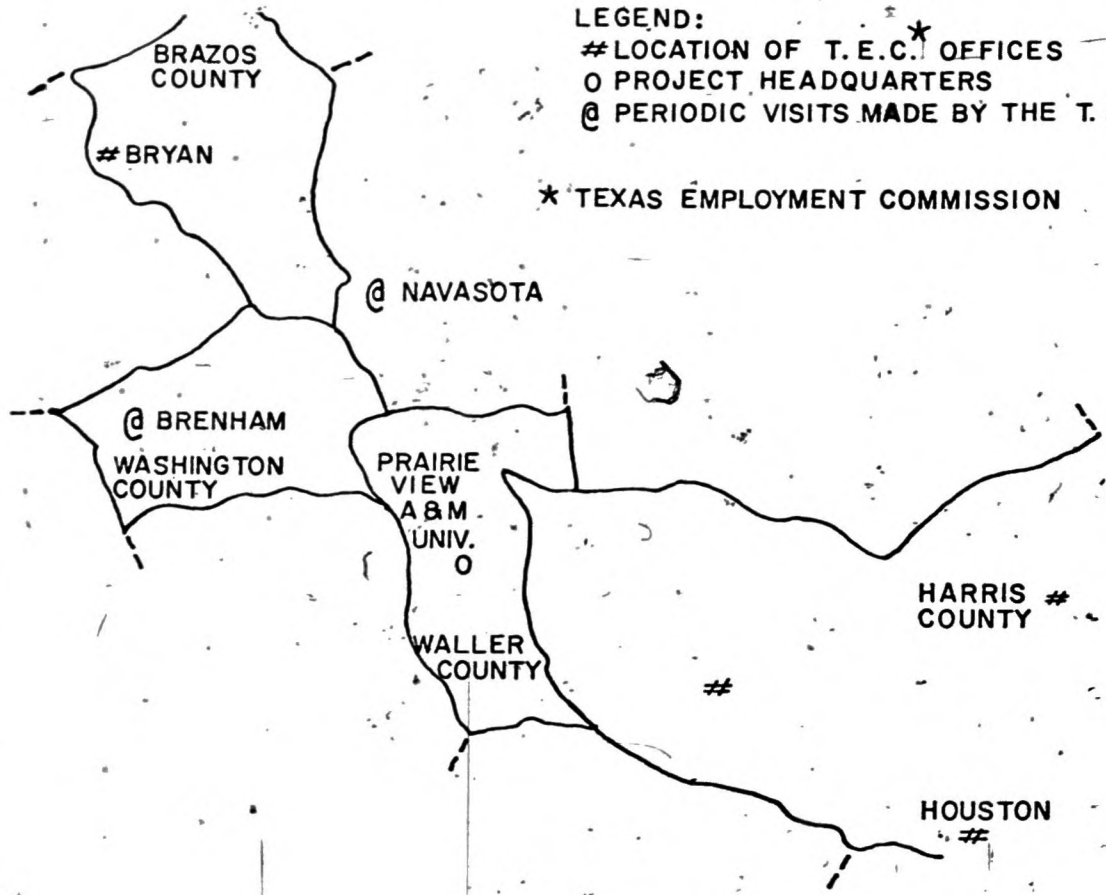 LEGEND:
# LOCATION OF T.E.C.* OFFICES
O PROJECT HEADQUARTERS
@ PERIODIC VISITS MADE BY THE T.
* TEXAS EMPLOYMENT COMMISSION
BRAZOS
COUNTY
# BRYAN
@ NAVASOTA
@ BRENHAM
WASHINGTON
COUNTY
PRAIRIE
VIEW
A & M
UNIV.
O
WALLER
COUNTY
HARRIS #
COUNTY
#
HOUSTON
#